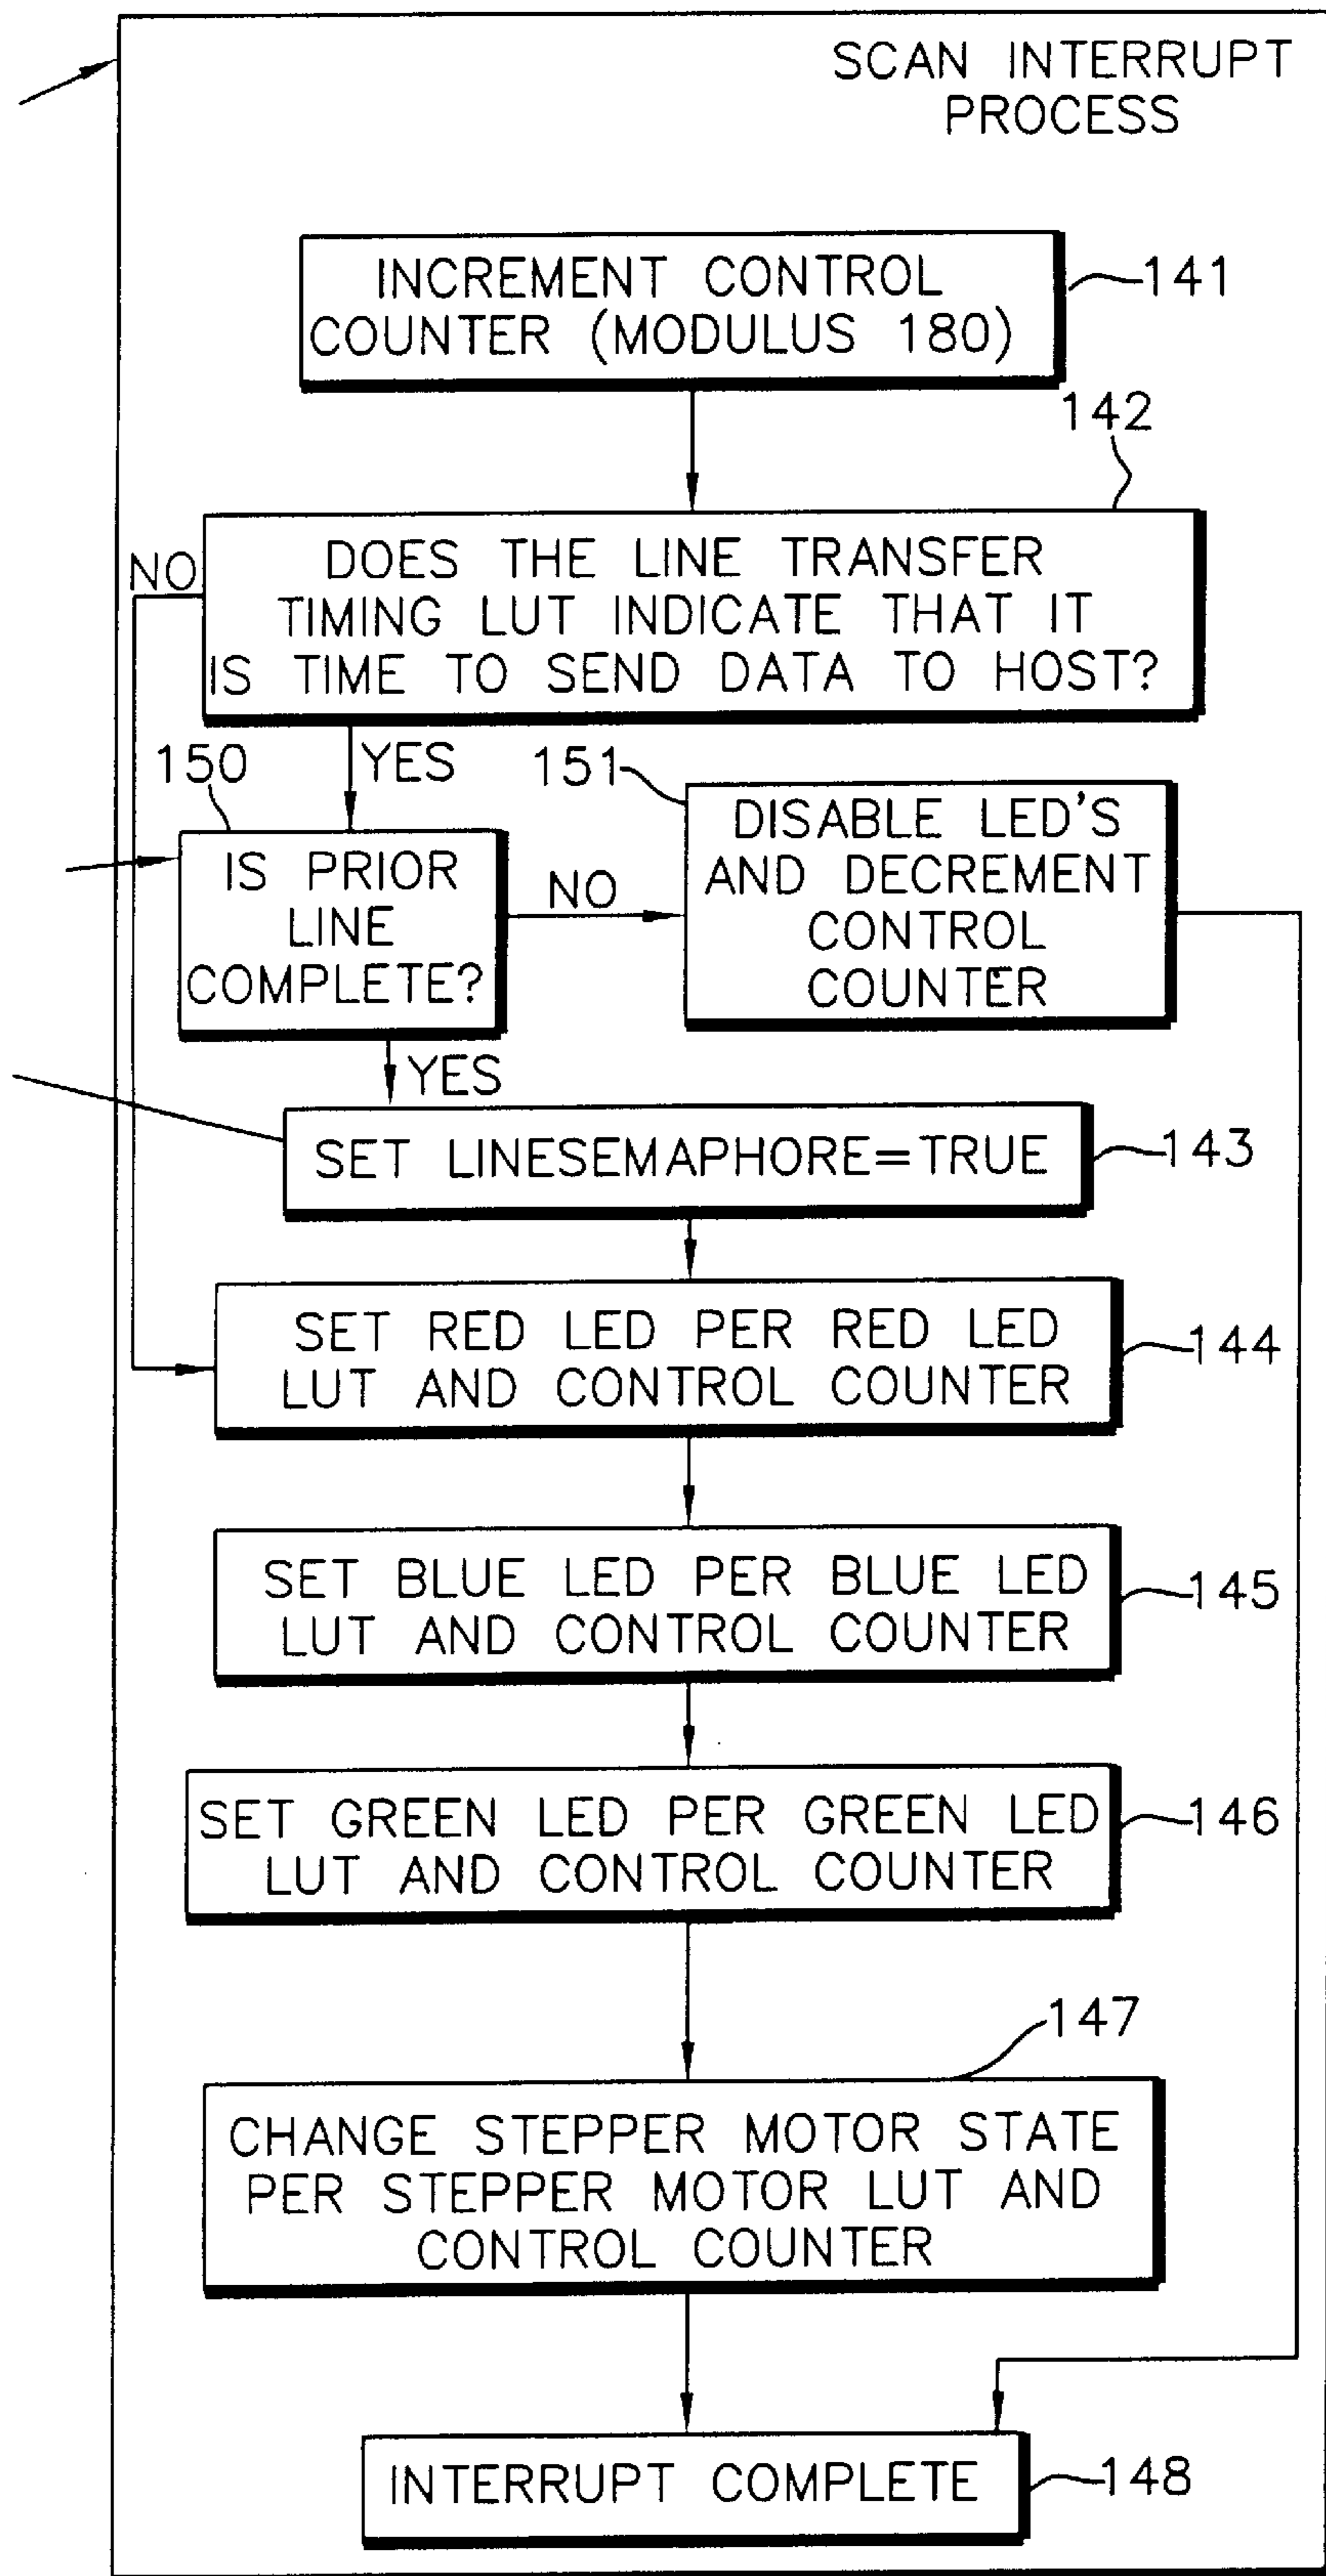 SCAN INTERRUPT
PROCESS
INCREMENT CONTROL
COUNTER (MODULUS 180)
141
142
NO
DOES THE LINE TRANSFER
TIMING LUT INDICATE THAT IT
IS TIME TO SEND DATA TO HOST?
150
YES
151
IS PRIOR
LINE
COMPLETE?
NO
DISABLE LED'S
AND DECREMENT
CONTROL
COUNTER
YES
SET LINESEMAPHORE=TRUE
143
SET RED LED PER RED LED
LUT AND CONTROL COUNTER
144
SET BLUE LED PER BLUE LED
LUT AND CONTROL COUNTER
145
SET GREEN LED PER GREEN LED
LUT AND CONTROL COUNTER
146
147
CHANGE STEPPER MOTOR STATE
PER STEPPER MOTOR LUT AND
CONTROL COUNTER
INTERRUPT COMPLETE
148